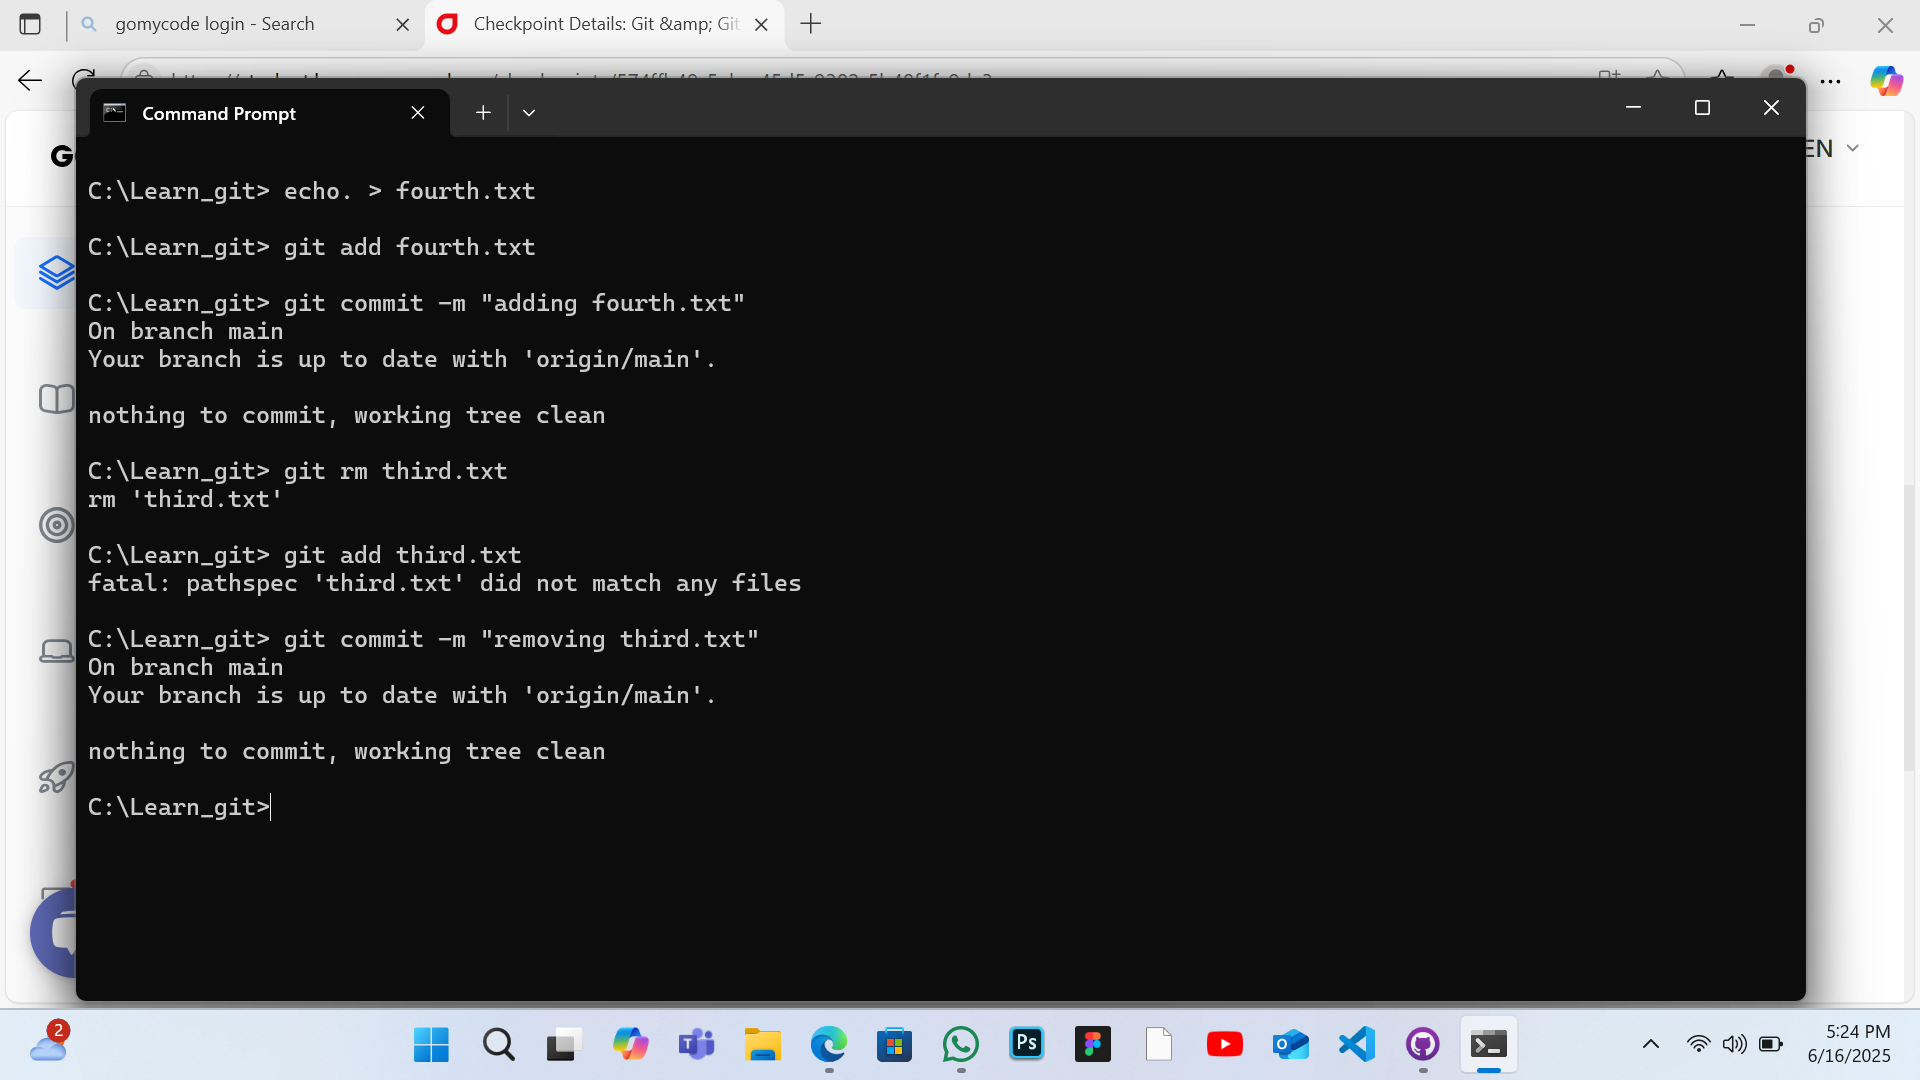 gomycode login - Search
Checkpoint Details: Git &amp; Git
Command Prompt
EN
C:\Learn_git> echo. > fourth.txt
C:\Learn_git> git add fourth.txt
C:\Learn_git> git commit -m "adding fourth.txt"
On branch main
Your branch is up to date with 'origin/main'.
nothing to commit, working tree clean
C:\Learn_git> git rm third.txt
rm 'third.txt'
C:\Learn_git> git add third.txt
fatal: pathspec 'third.txt' did not match any files
C:\Learn_git> git commit -m "removing third.txt"
On branch main
Your branch is up to date with 'origin/main'.
nothing to commit, working tree clean
C:\Learn_git>
2
Ps
5:24 PM
6/16/2025